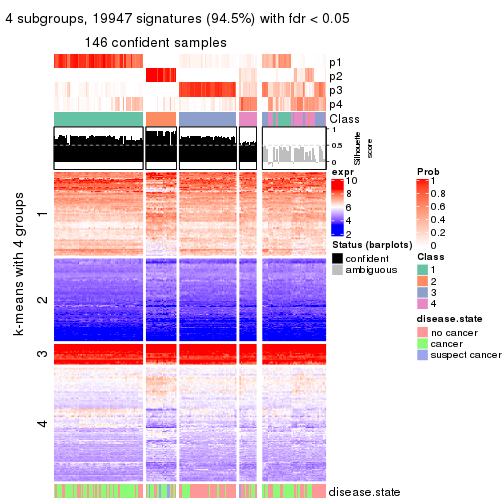 4 subgroups, 19947 signatures (94.5%) with fdr < 0.05
146 confident samples
p1
p2
p3
p4
Class
1
0.5
0
Silhouette
score
k-means with 4 groups
1
2
3
4
expr
10
8
6
4
2
Status (barplots)
confident
ambiguous
Prob
1
0.8
0.6
0.4
0.2
0
Class
1
2
3
4
disease.state
no cancer
cancer
suspect cancer
disease.state